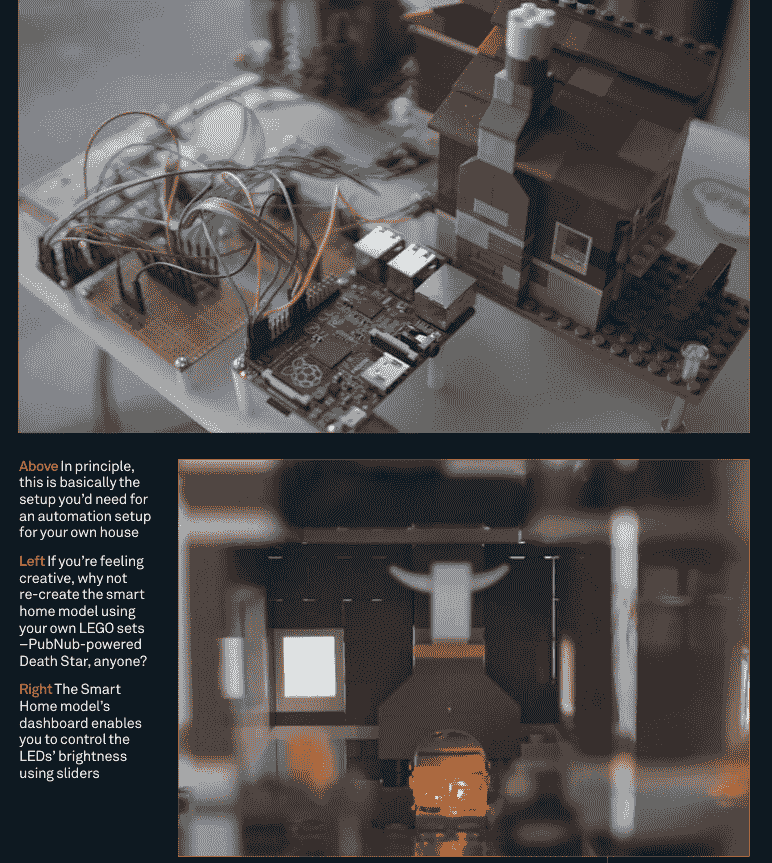 Above In principle,
this is basically the
setup you'd need for
an automation setup
for your own house
Left If you're feeling
creative, why not
re-create the smart
home model using
your own LEGO sets
–PubNub-powered
Death Star, anyone?
Right The Smart
Home model's
dashboard enables
you to control the
LEDs' brightness
using sliders